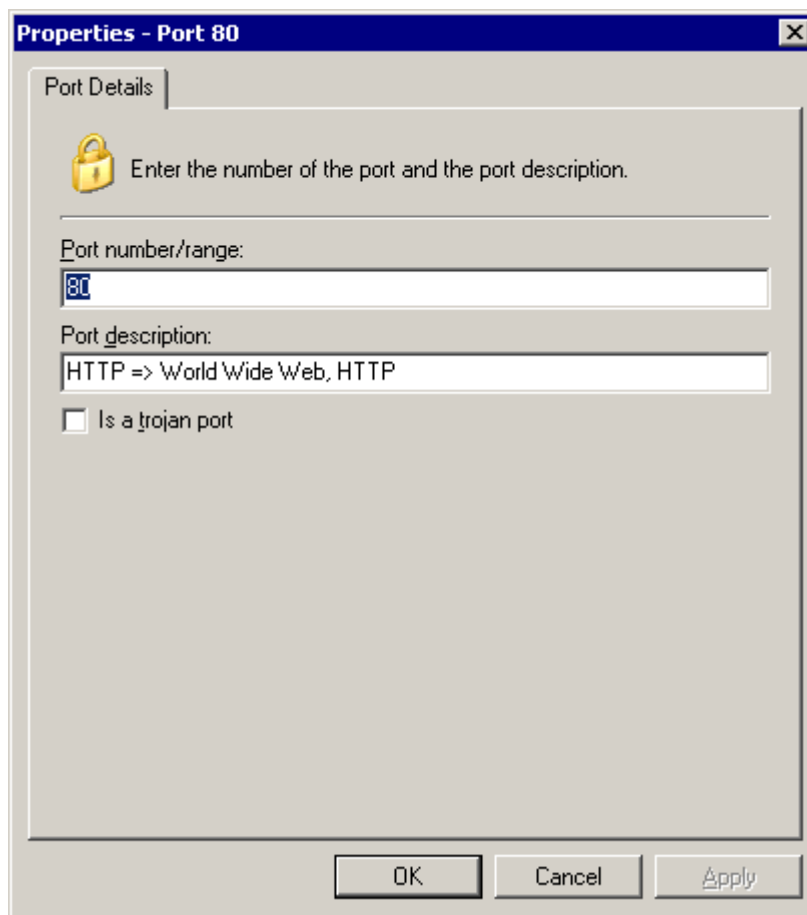 Properties - Port 80
Port Details
Enter the number of the port and the port description.
Port number/range:
80
Port description:
HTTP => World Wide Web, HTTP
Is a trojan port
OK Cancel Apply